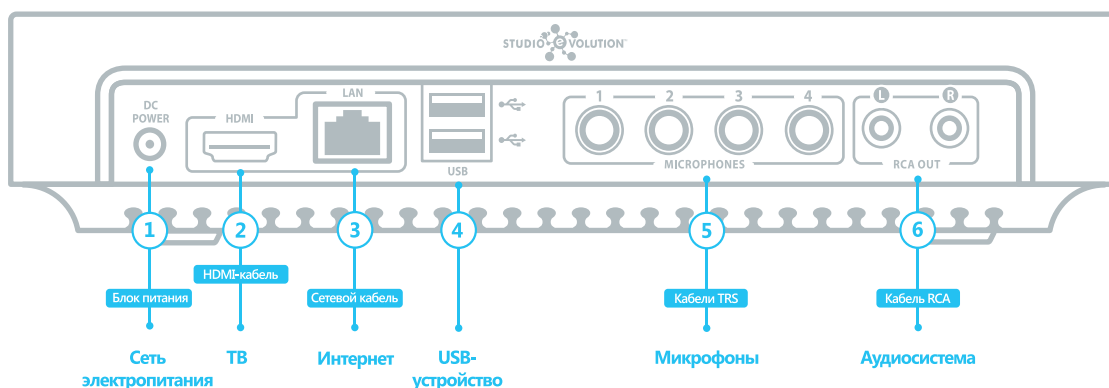 STUDIO eVOLUTION™
DC
POWER
HDMI
LAN
USB
1 2 3 4
MICROPHONES
L R
RCA OUT
1 2 3 4 5 6
HDMI-кабель
Блок питания
Сетевой кабель
Кабели TRS
Кабель RCA
Сеть
электропитания
ТВ
Интернет
USB-
устройство
Микрофоны
Аудиосистема